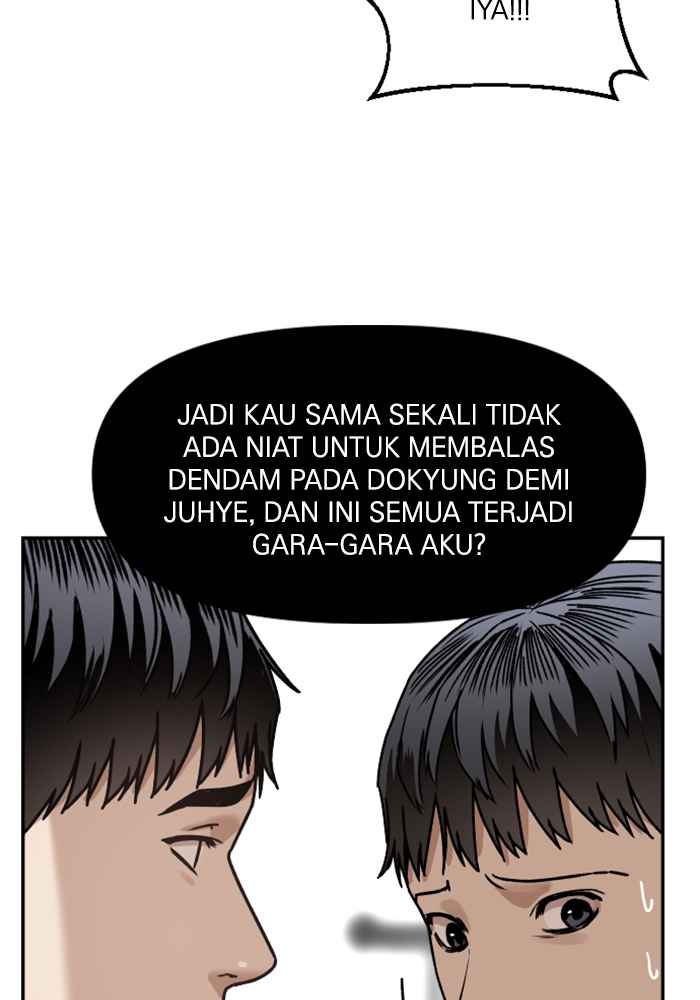 IYA!!!
JADI KAU SAMA SEKALI TIDAK
ADA NIAT UNTUK MEMBALAS
DENDAM PADA DOKYUNG DEMI
JUHYE, DAN INI SEMUA TERJADI
GARA-GARA AKU?